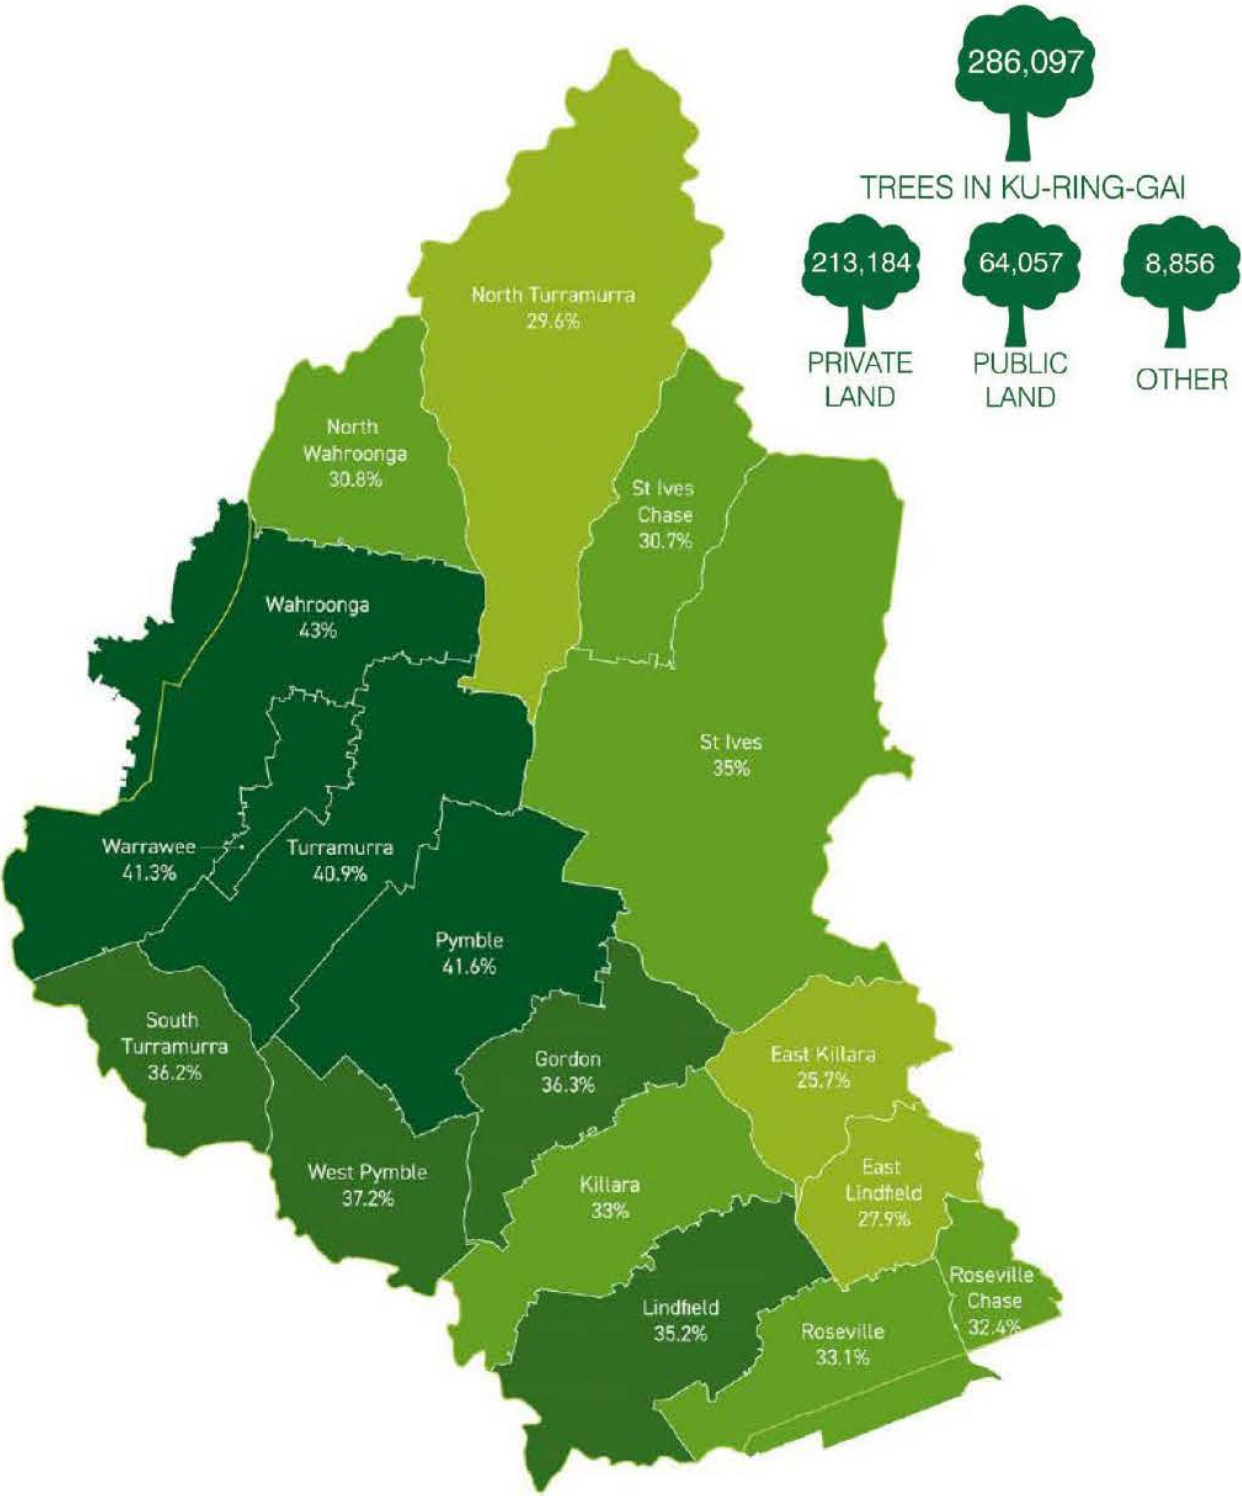 286,097
TREES IN KU-RING-GAI
213,184
64,057
8,856
PRIVATE
LAND
PUBLIC
LAND
OTHER
North Turramurra
29.6%
North
Wahroonga
30.8%
St Ives
Chase
30.7%
Wahroonga
43%
St Ives
35%
Warrawee
41.3%
Turramurra
40.9%
Pymble
41.6%
South
Turramurra
36.2%
Gordon
36.3%
East Killara
25.7%
West Pymble
37.2%
Killara
33%
East
Lindfield
27.9%
Lindfield
35.2%
Roseville
33.1%
Roseville
Chase
32.4%